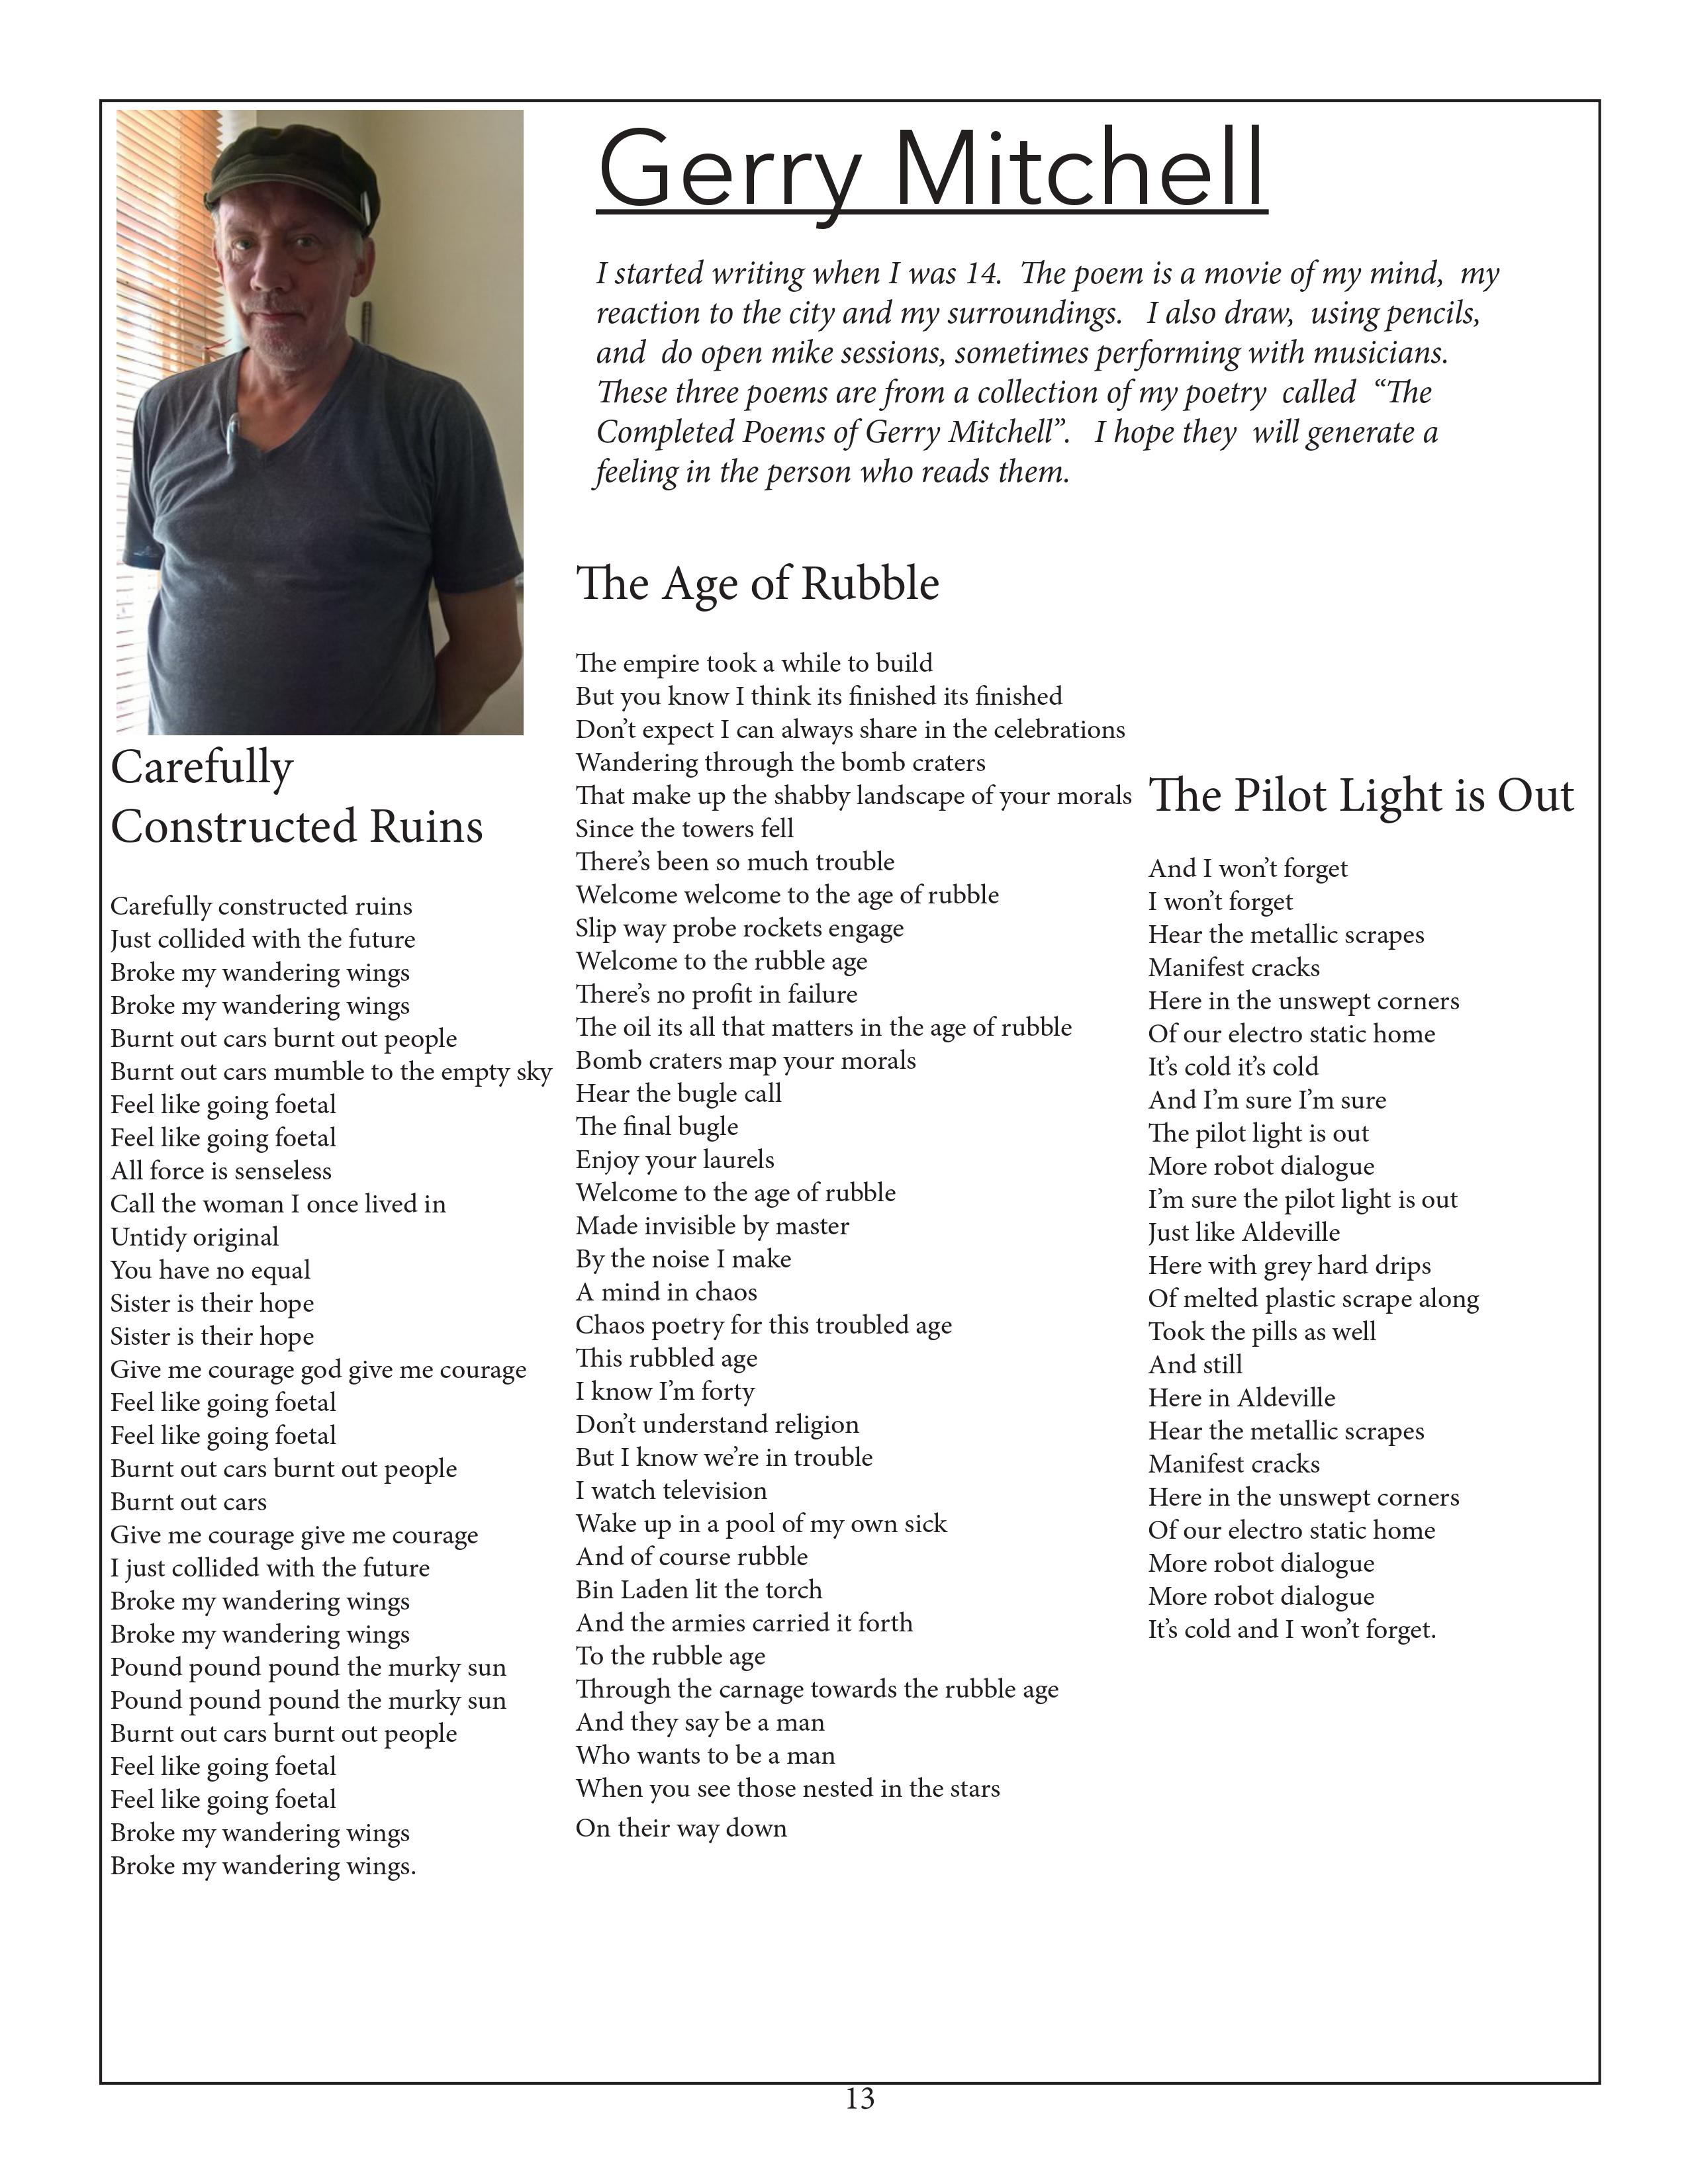 Gerry Mitchell
I started writing when I was 14. The poem is a movie of my mind, my
reaction to the city and my surroundings. I also draw, using pencils,
and do open mike sessions, sometimes performing with musicians.
These three poems are from a collection of my poetry called “The
Completed Poems of Gerry Mitchell”. I hope they will generate a
feeling in the person who reads them.
Carefully
Constructed Ruins
Carefully constructed ruins
Just collided with the future
Broke my wandering wings
Broke my wandering wings
Burnt out cars burnt out people
Burnt out cars mumble to the empty sky
Feel like going foetal
Feel like going foetal
All force is senseless
Call the woman I once lived in
Untidy original
You have no equal
Sister is their hope
Sister is their hope
Give me courage god give me courage
Feel like going foetal
Feel like going foetal
Burnt out cars burnt out people
Burnt out cars
Give me courage give me courage
I just collided with the future
Broke my wandering wings
Broke my wandering wings
Pound pound pound the murky sun
Pound pound pound the murky sun
Burnt out cars burnt out people
Feel like going foetal
Feel like going foetal
Broke my wandering wings
Broke my wandering wings.
The Age of Rubble
The empire took a while to build
But you know I think its finished its finished
Don’t expect I can always share in the celebrations
Wandering through the bomb craters
That make up the shabby landscape of your morals
Since the towers fell
There’s been so much trouble
Welcome welcome to the age of rubble
Slip way probe rockets engage
Welcome to the rubble age
There’s no profit in failure
The oil its all that matters in the age of rubble
Bomb craters map your morals
Hear the bugle call
The final bugle
Enjoy your laurels
Welcome to the age of rubble
Made invisible by master
By the noise I make
A mind in chaos
Chaos poetry for this troubled age
This rubbled age
I know I’m forty
Don’t understand religion
But I know we’re in trouble
I watch television
Wake up in a pool of my own sick
And of course rubble
Bin Laden lit the torch
And the armies carried it forth
To the rubble age
Through the carnage towards the rubble age
And they say be a man
Who wants to be a man
When you see those nested in the stars
On their way down
The Pilot Light is Out
And I won’t forget
I won’t forget
Hear the metallic scrapes
Manifest cracks
Here in the unswept corners
Of our electro static home
It’s cold it’s cold
And I’m sure I’m sure
The pilot light is out
More robot dialogue
I’m sure the pilot light is out
Just like Aldeville
Here with grey hard drips
Of melted plastic scrape along
Took the pills as well
And still
Here in Aldeville
Hear the metallic scrapes
Manifest cracks
Here in the unswept corners
Of our electro static home
More robot dialogue
More robot dialogue
It’s cold and I won’t forget.
13